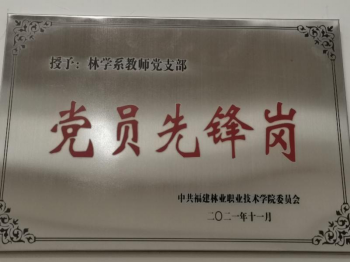 授予：林学系教师党支部
党员先锋岗
中共福建林业职业技术学院委员会
二〇二一年十一月